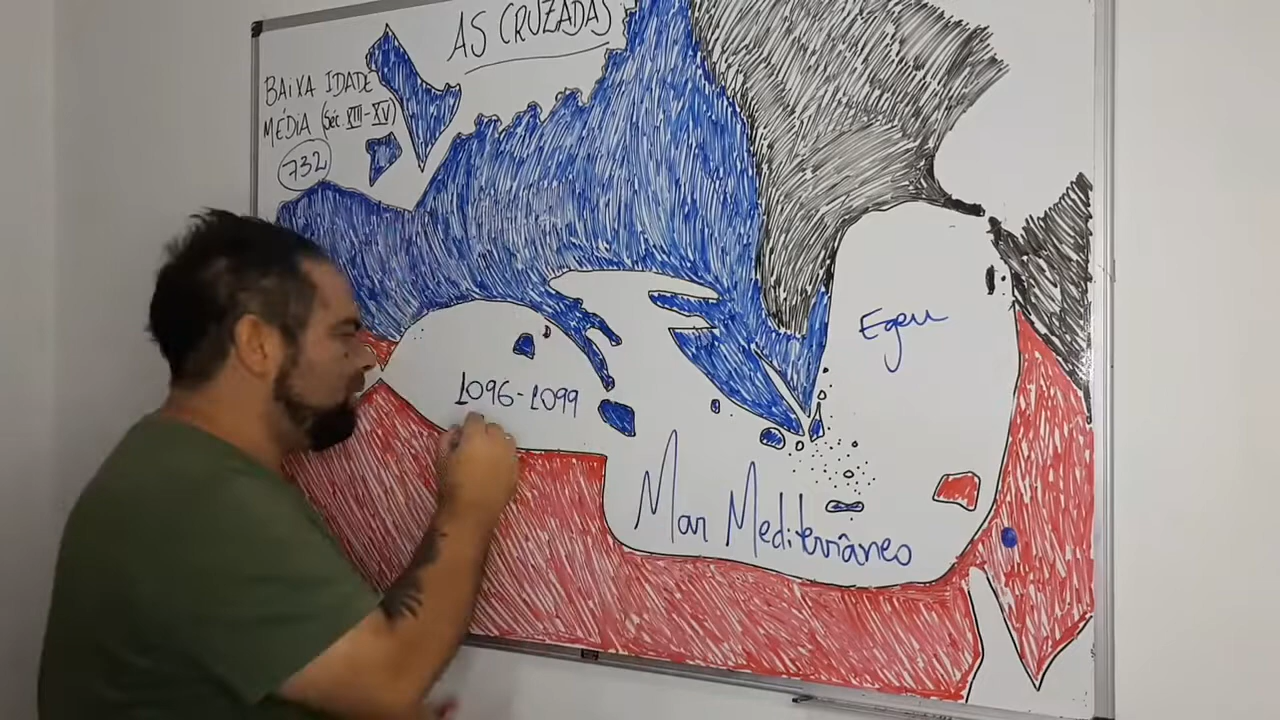 AS CRUZADAS
BAIXA IDADE
MÉDIA (Séc. XIII-XV)
732
Egeu
1096-1099
Mar Mediterrâneo